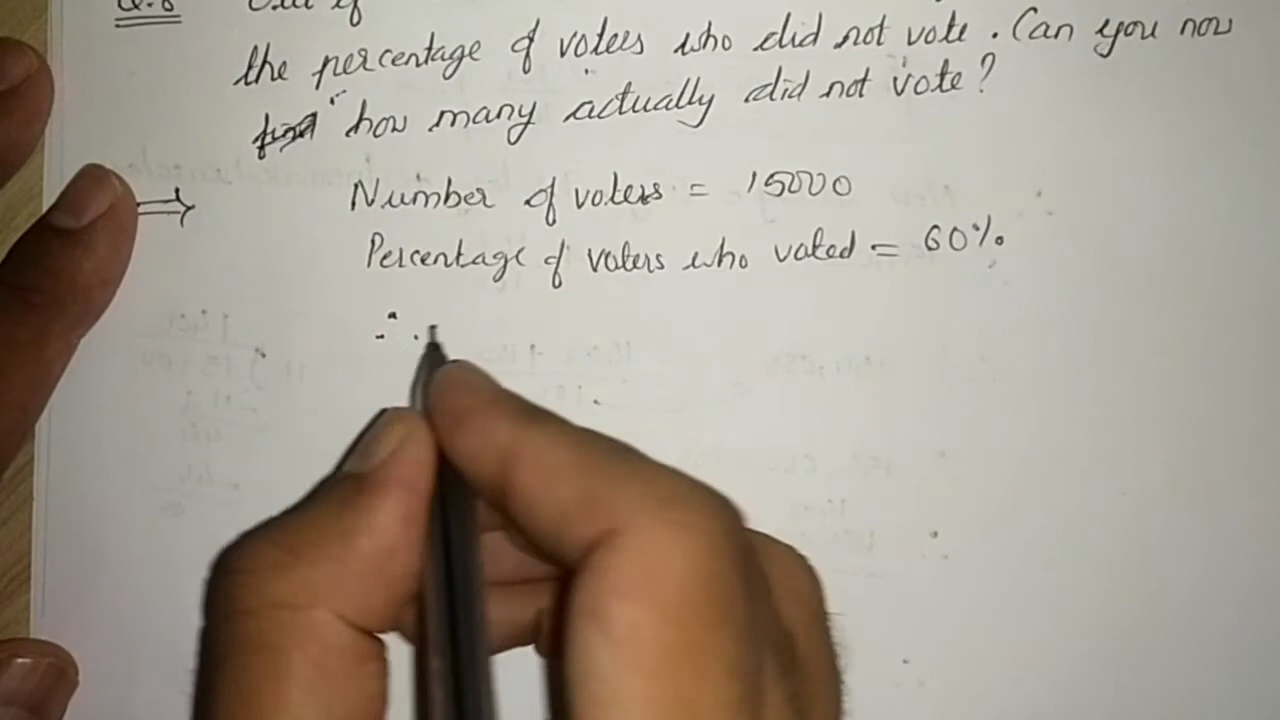 the percentage of voters who did not vote. Can you now
how many actually did not vote?
⇒ Number of voters = 15000
Percentage of voters who voted = 60%
∴